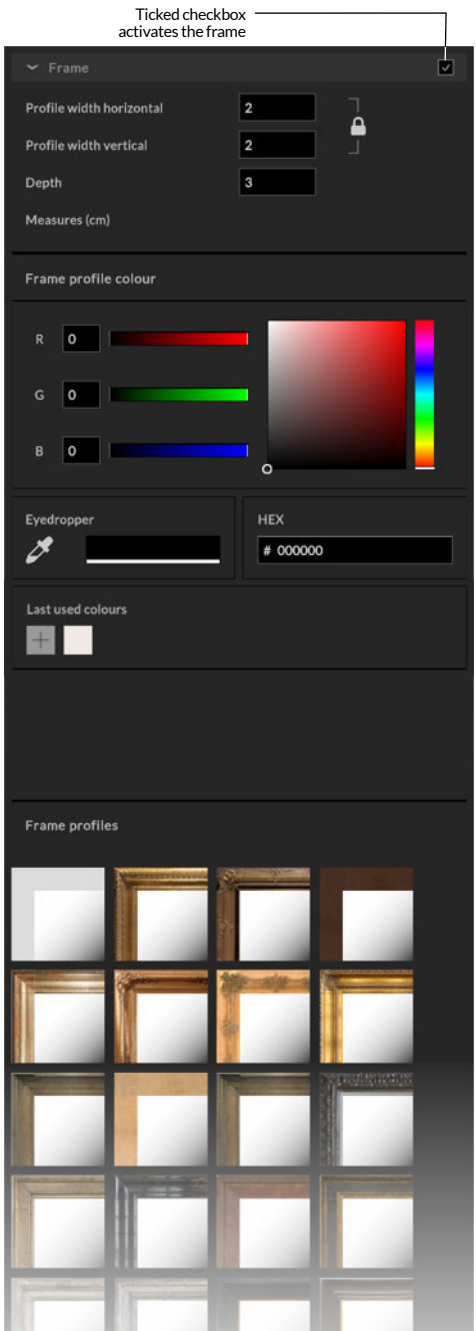 Ticked checkbox
activates the frame
Frame
Profile width horizontal 2
Profile width vertical 2
Depth 3
Measures (cm)
Frame profile colour
R 0
G 0
B 0
Eyedropper HEX
# 000000
Last used colours
Frame profiles